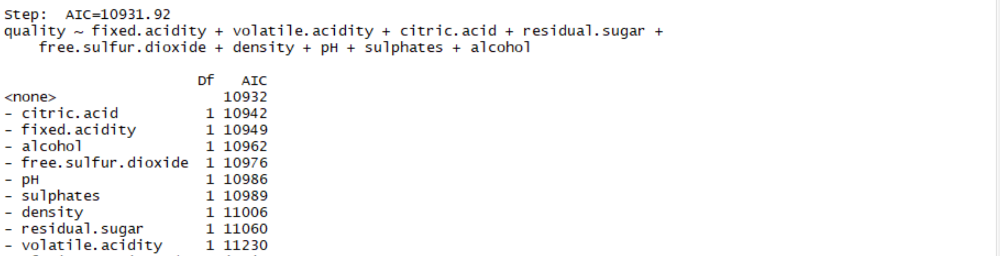 Step:  AIC=10931.92
quality ~ fixed.acidity + volatile.acidity + citric.acid + residual.sugar +
    free.sulfur.dioxide + density + pH + sulphates + alcohol

                      Df   AIC
<none>                   10932
- citric.acid          1 10942
- fixed.acidity        1 10949
- alcohol              1 10962
- free.sulfur.dioxide  1 10976
- pH                   1 10986
- sulphates            1 10989
- density              1 11006
- residual.sugar       1 11060
- volatile.acidity     1 11230